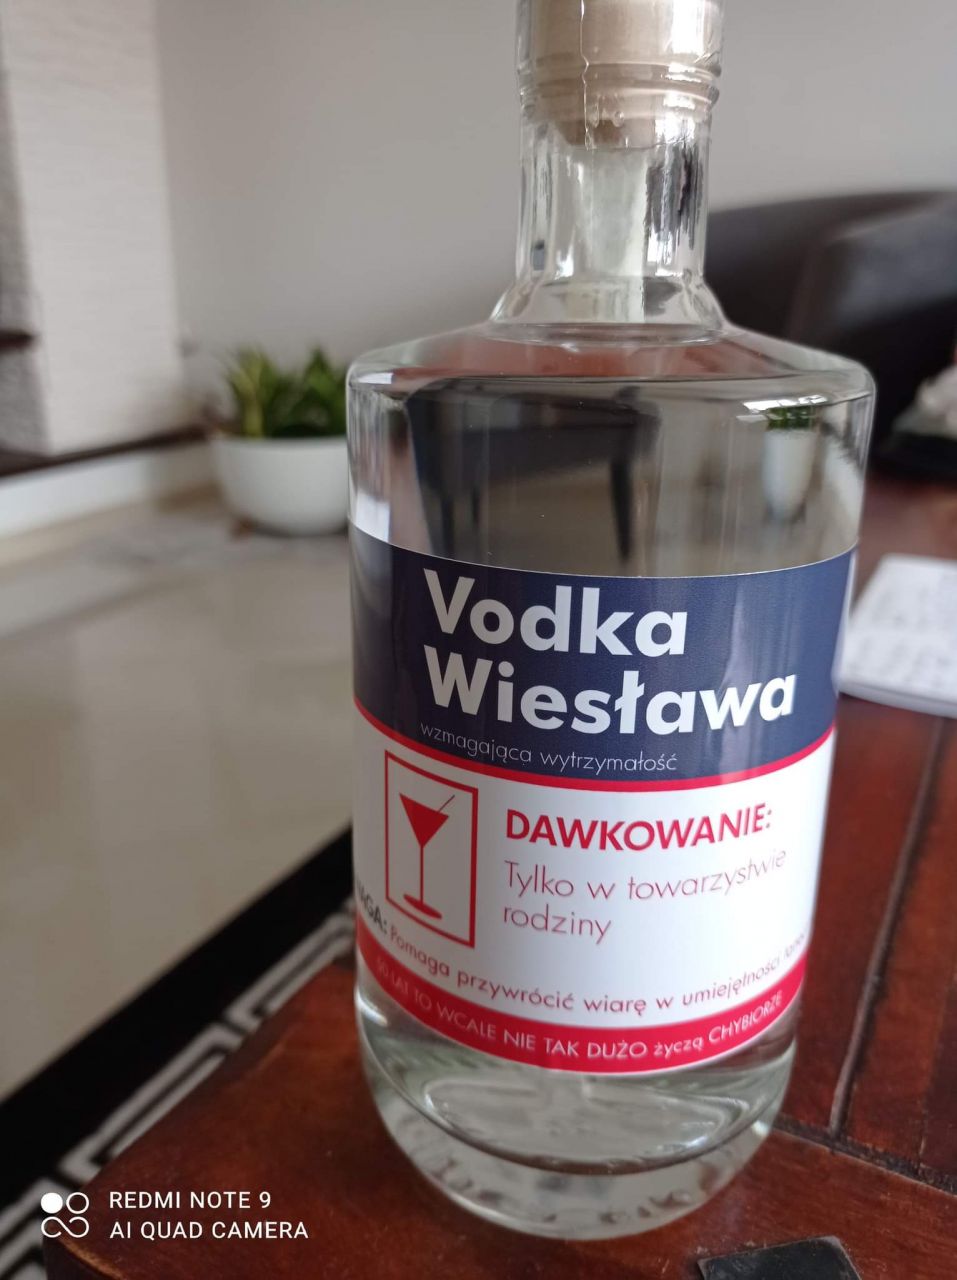 Vodka
Wiesława
wzmagająca wytrzymałość
DAWKOWANIE:
Tylko w towarzystwie
rodziny
Pomaga przywrócić wiarę w umiejętności
LAT TO WCALE NIE TAK DUŻO życzą CHYBIORZE
REDMI NOTE 9
AI QUAD CAMERA